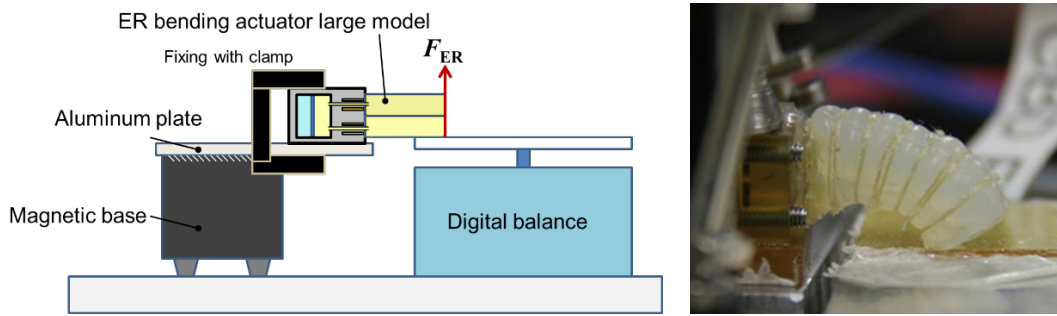 ER bending actuator large model
Fixing with clamp
F_ER
Aluminum plate
Magnetic base
Digital balance